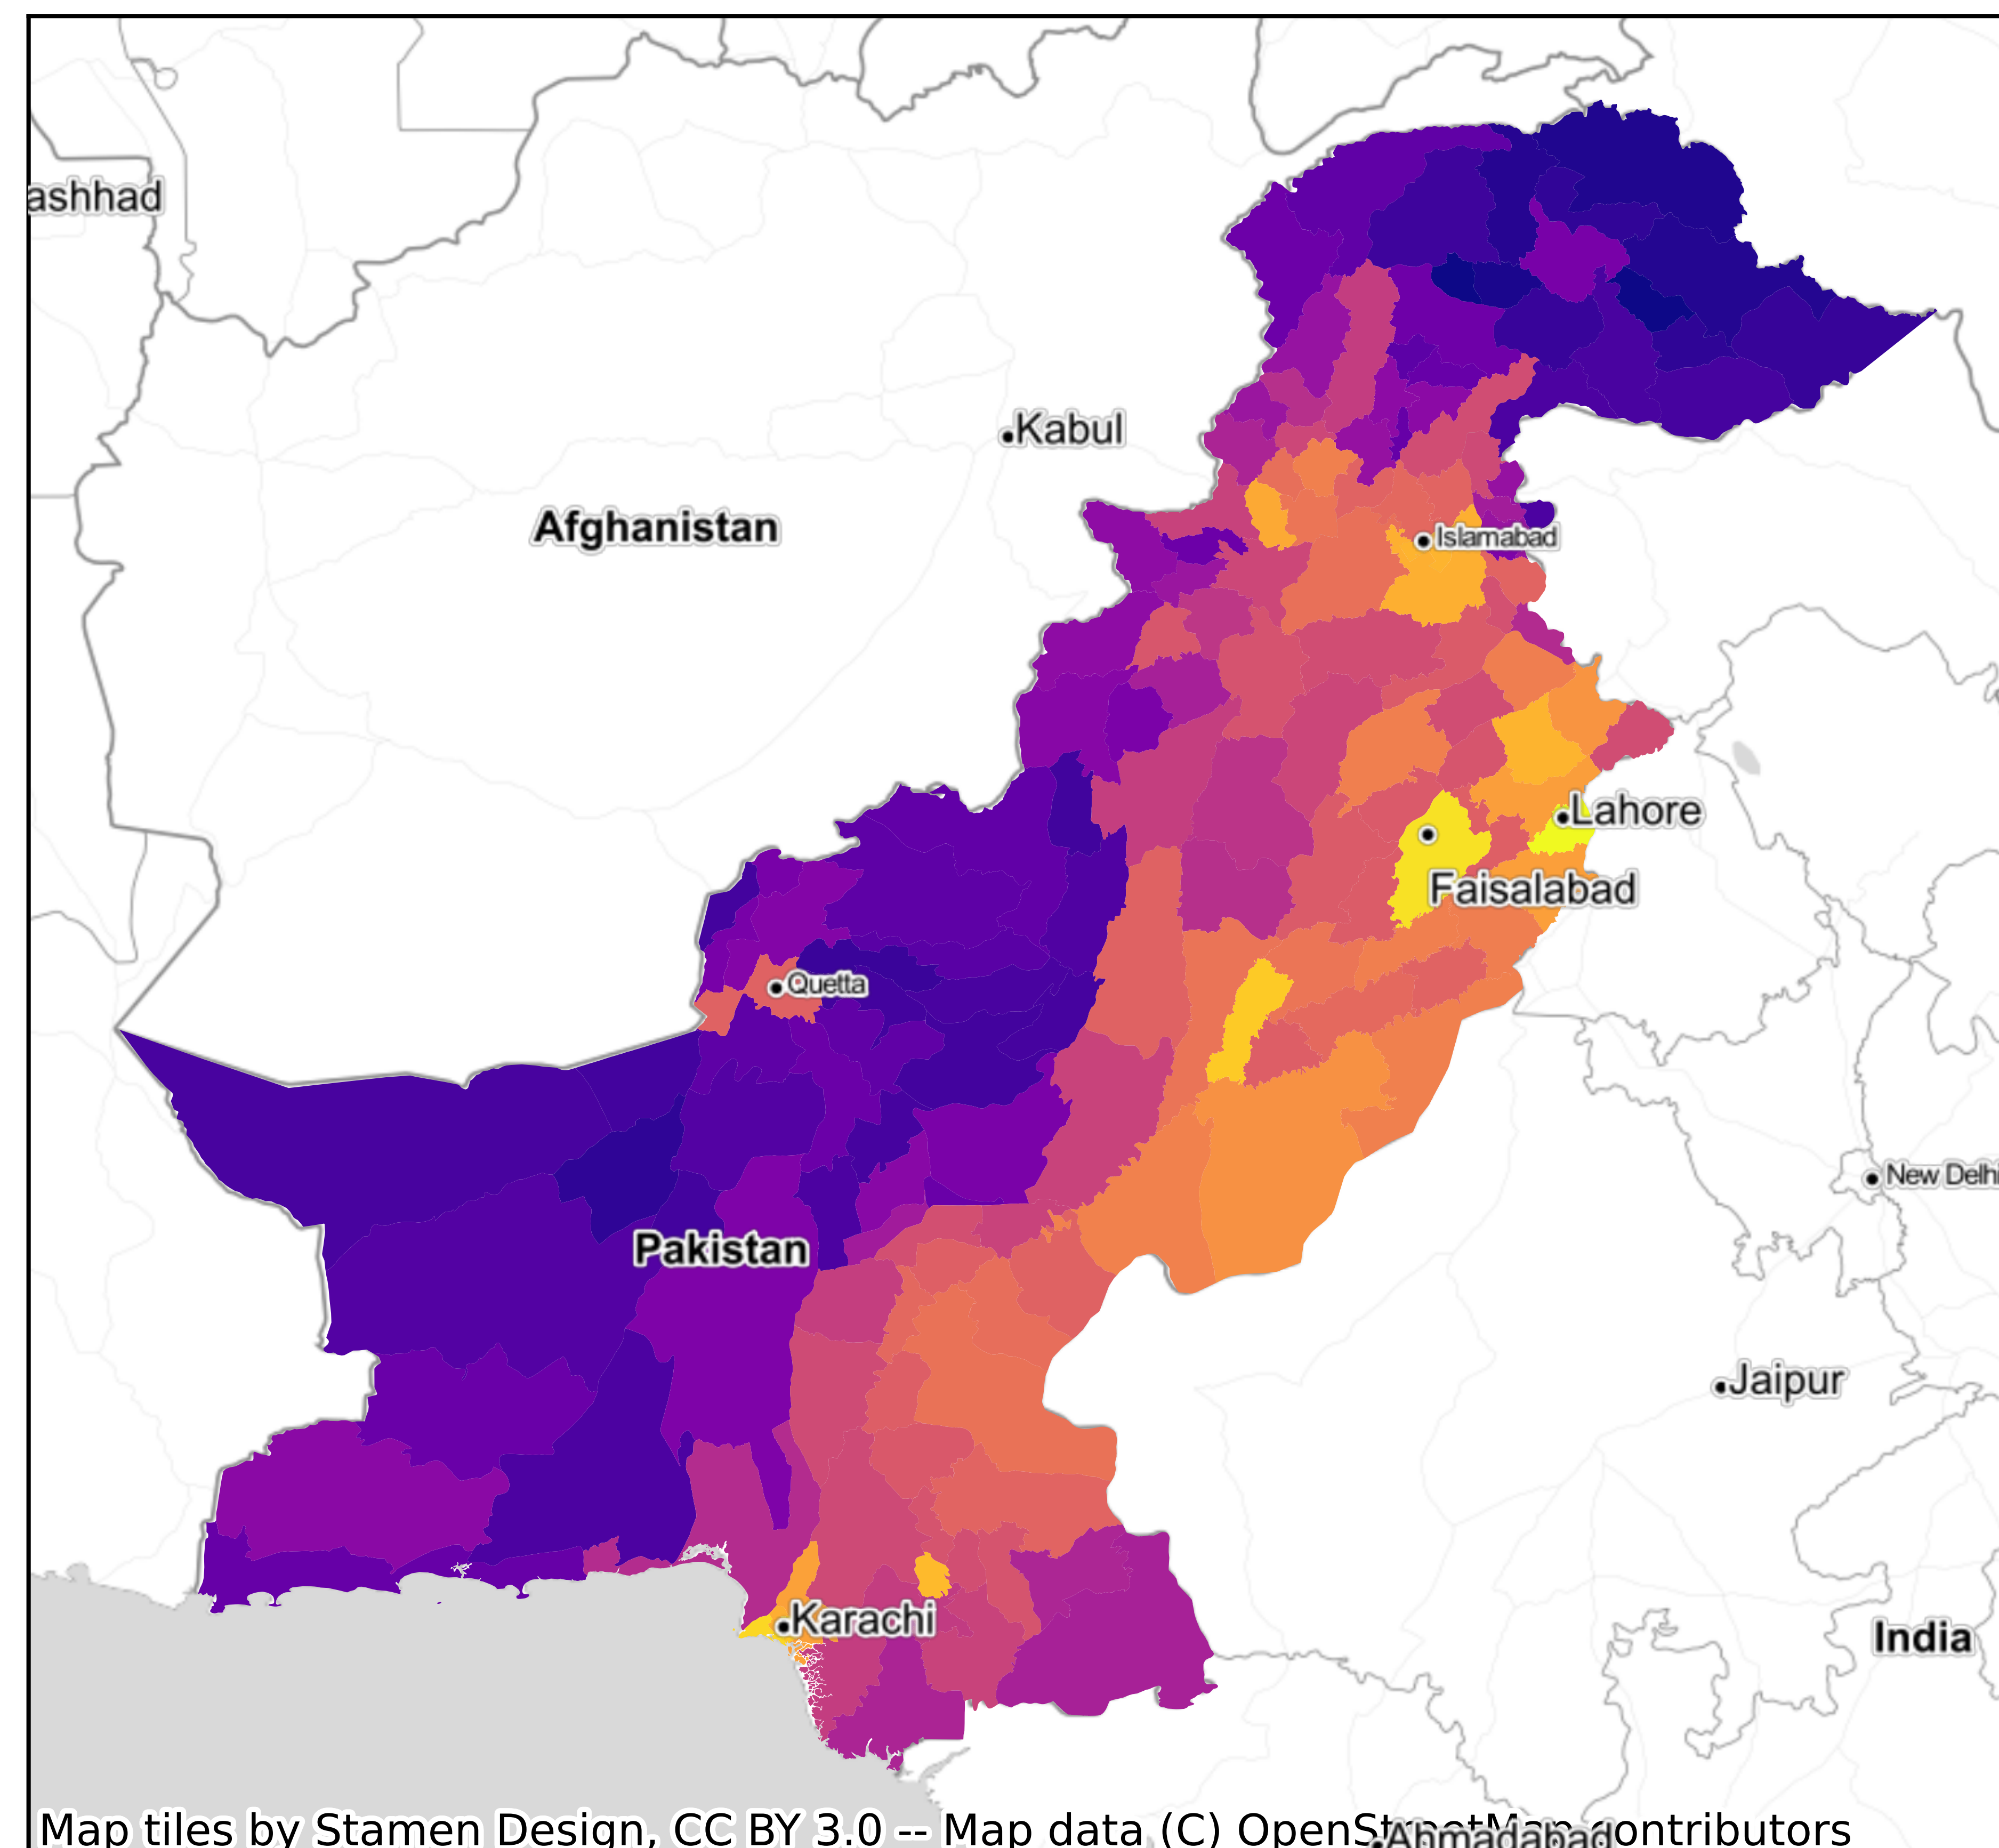 ashhad
Kabul
Afghanistan
Islamabad
Lahore
Faisalabad
Quetta
New Delhi
Pakistan
Jaipur
Karachi
India
Map tiles by Stamen Design, CC BY 3.0 -- Map data (C) OpenStreetMap contributors
Ahmadabad